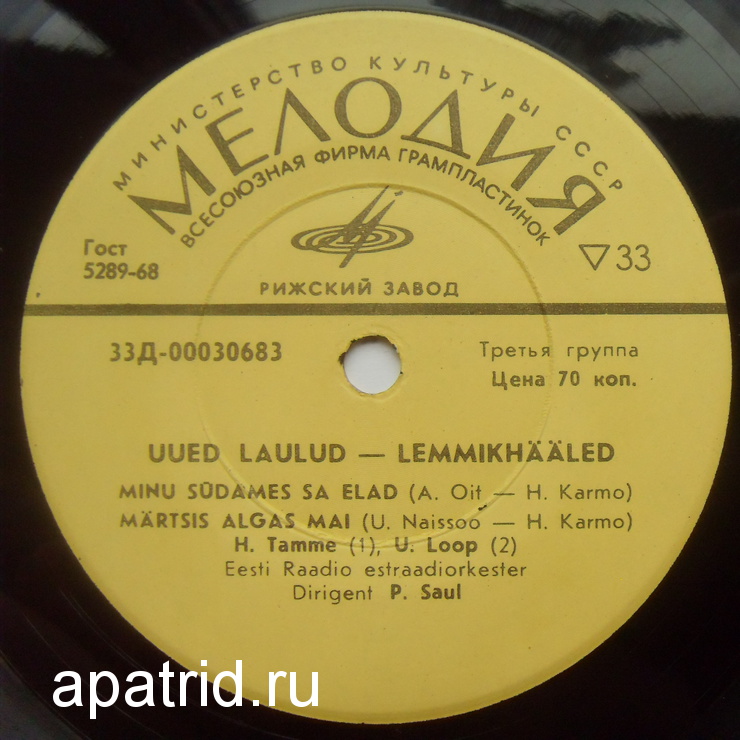 МИНИСТЕРСТВО КУЛЬТУРЫ СССР
МЕЛОДИЯ
ВСЕСОЮЗНАЯ ФИРМА ГРАМПЛАСТИНОК
Гост
5289-68
▽33
РИЖСКИЙ ЗАВОД
33Д-00030683
Третья группа
Цена 70 коп.
UUED LAULUD — LEMMIKHÄÄLED
MINU SÜDAMES SA ELAD (A. Oit — H. Karmo)
MÄRTSIS ALGAS MAI (U. Naissoo — H. Karmo)
H. Tamme (1), U. Loop (2)
Eesti Raadio estraadiorkester
Dirigent P. Saul
apatrid.ru